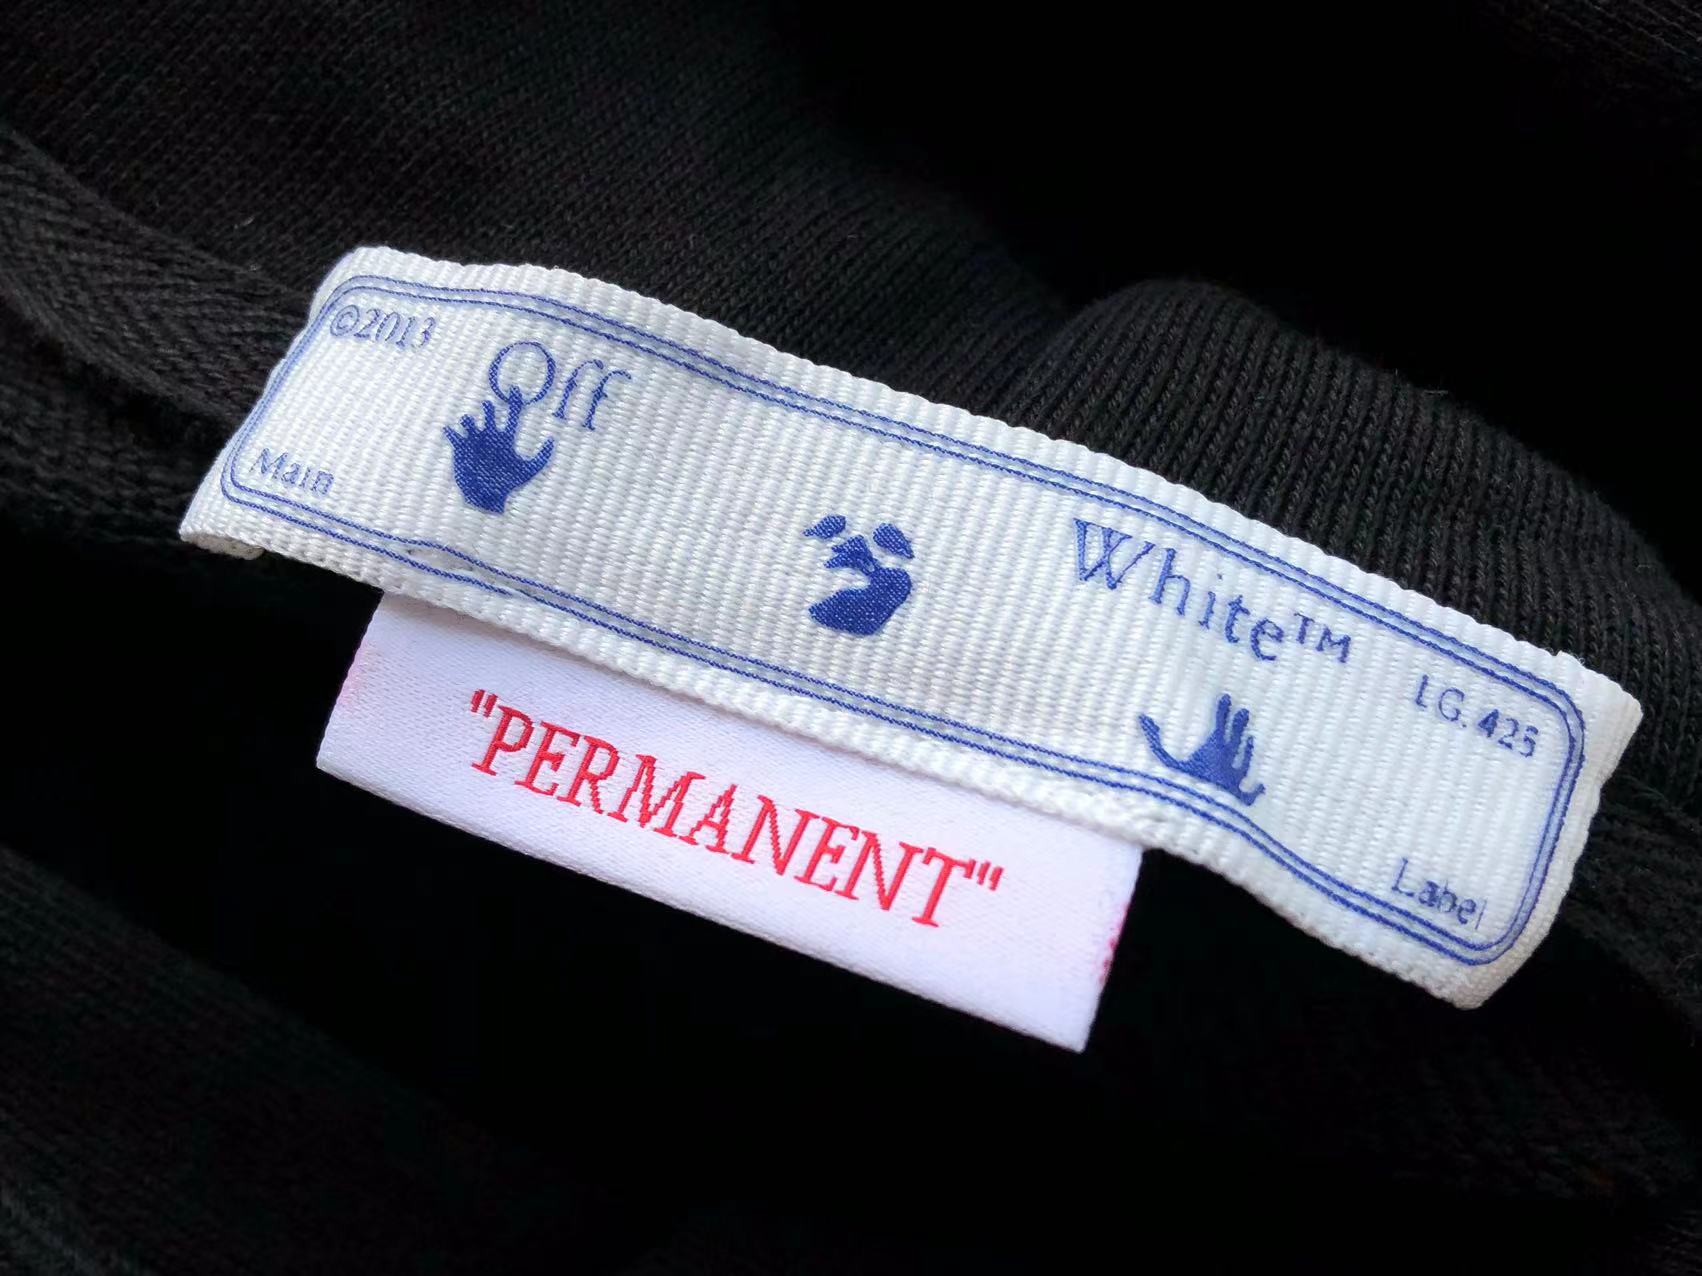 ©2013
Off
Main
White™
LG. 425
Label
"PERMANENT"